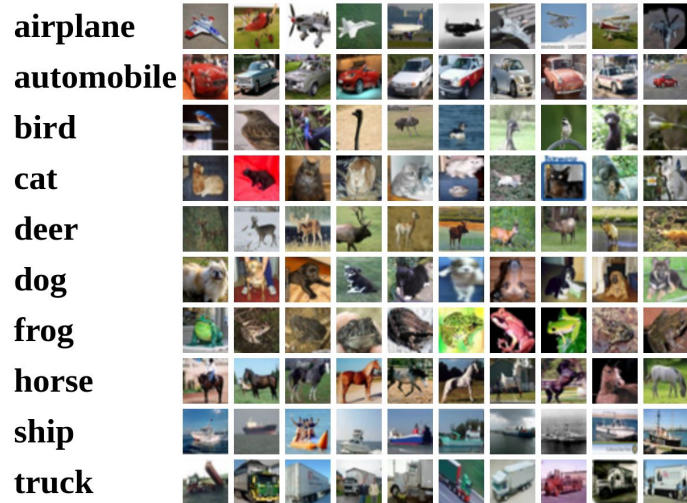 airplane
automobile
bird
cat
deer
dog
frog
horse
ship
truck